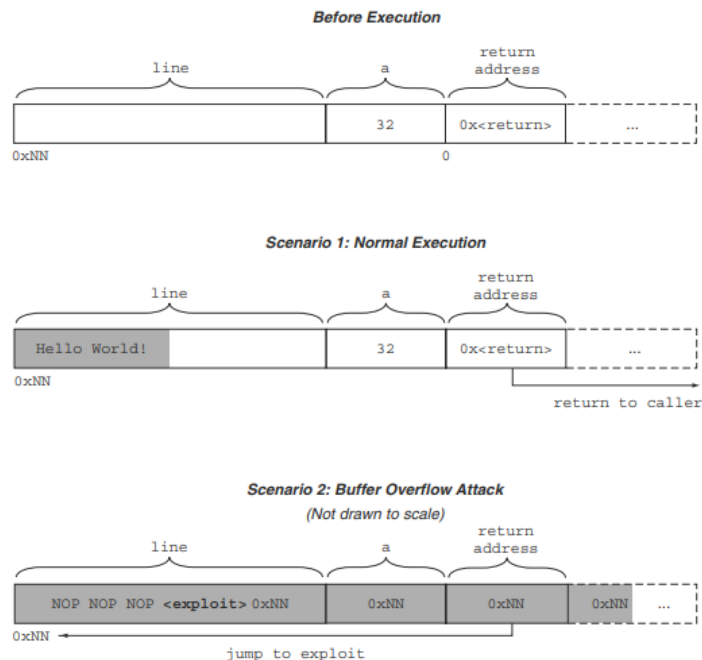 Before Execution
return
line a address
32 0x<return> ...
0xNN 0
Scenario 1: Normal Execution
return
line a address
Hello World! 32 0x<return> ...
0xNN
return to caller
Scenario 2: Buffer Overflow Attack
(Not drawn to scale)
return
line a address
NOP NOP NOP <exploit> 0xNN 0xNN 0xNN 0xNN ...
0xNN
jump to exploit